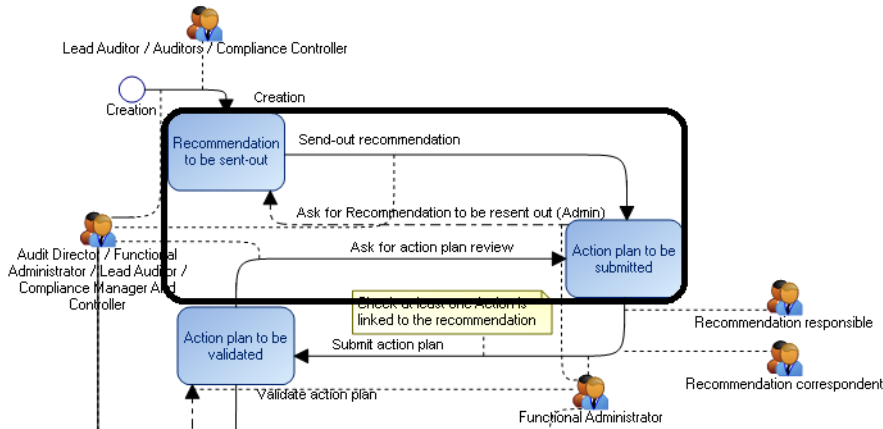 Lead Auditor / Auditors / Compliance Controller
Creation
Creation
Recommendation
to be sent-out
Send-out recommendation
Ask for Recommendation to be resent out (Admin)
Audit Director / Functional
Administrator / Lead Auditor /
Compliance Manager And
Controller
Ask for action plan review
Action plan to be
submitted
Check at least one Action is
linked to the recommendation
Recommendation responsible
Action plan to be
validated
Submit action plan
Recommendation correspondent
Validate action plan
Functional Administrator